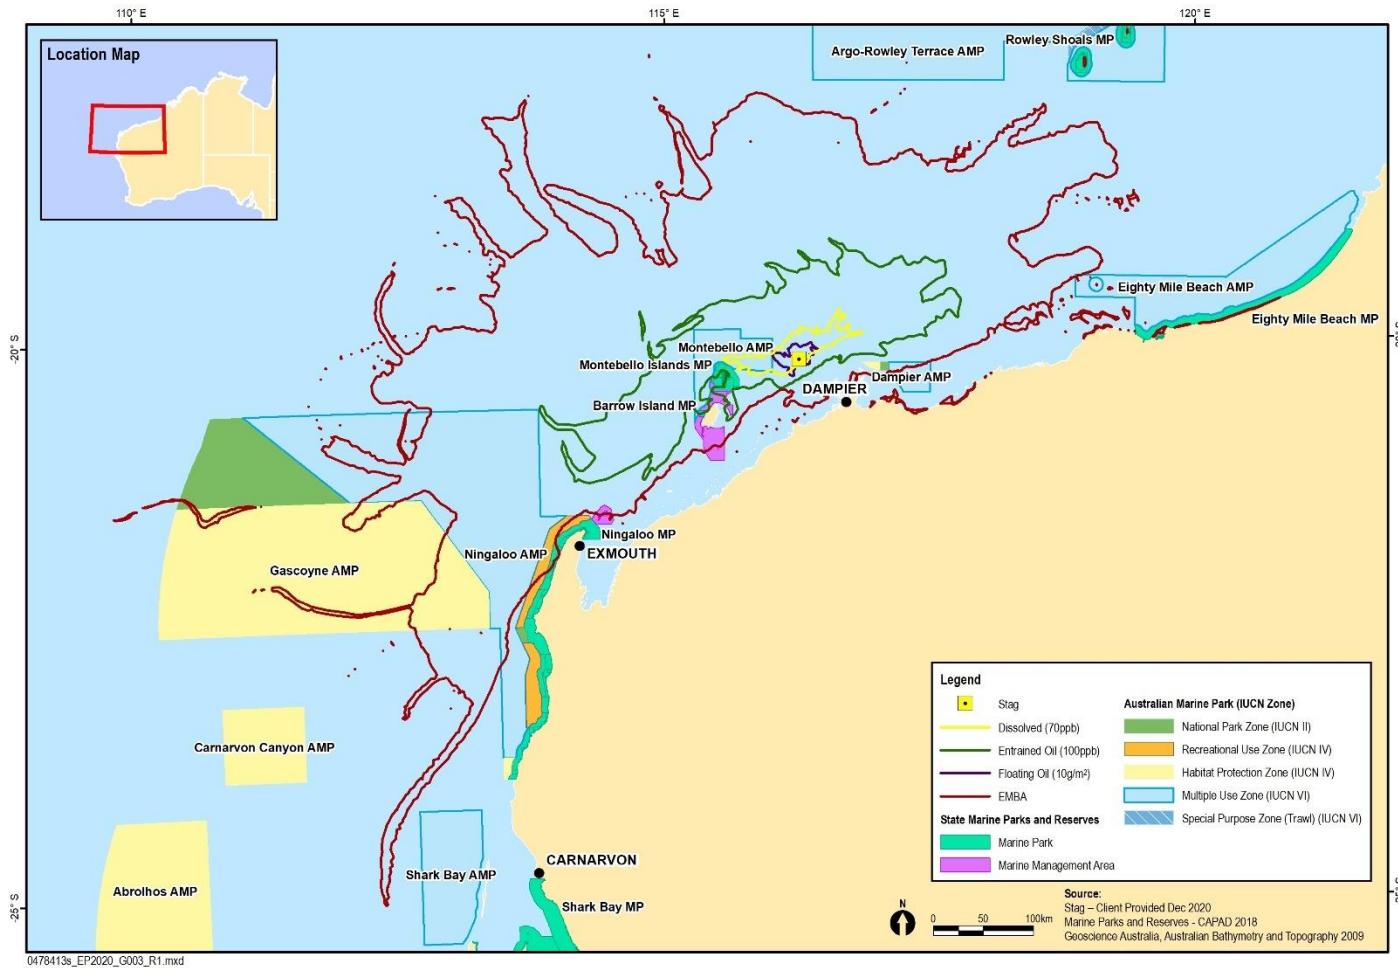 110° E
115° E
120° E
Location Map
Argo-Rowley Terrace AMP
Rowley Shoals MP
Eighty Mile Beach AMP
Eighty Mile Beach MP
20° S
Montebello AMP
Montebello Islands MP
Dampier AMP
DAMPIER
Barrow Island MP
Ningaloo MP
Ningaloo AMP
EXMOUTH
Gascoyne AMP
Carnarvon Canyon AMP
CARNARVON
Shark Bay AMP
Abrolhos AMP
Shark Bay MP
25° S
Legend
Stag
Dissolved (70ppb)
Entrained Oil (100ppb)
Floating Oil (10g/m²)
EMBA
State Marine Parks and Reserves
Marine Park
Marine Management Area
Australian Marine Park (IUCN Zone)
National Park Zone (IUCN II)
Recreational Use Zone (IUCN IV)
Habitat Protection Zone (IUCN IV)
Multiple Use Zone (IUCN VI)
Special Purpose Zone (Trawl) (IUCN VI)
N
0 50 100km
Source:
Stag – Client Provided Dec 2020
Marine Parks and Reserves - CAPAD 2018
Geoscience Australia, Australian Bathymetry and Topography 2009
0478413s_EP2020_G003_R1.mxd